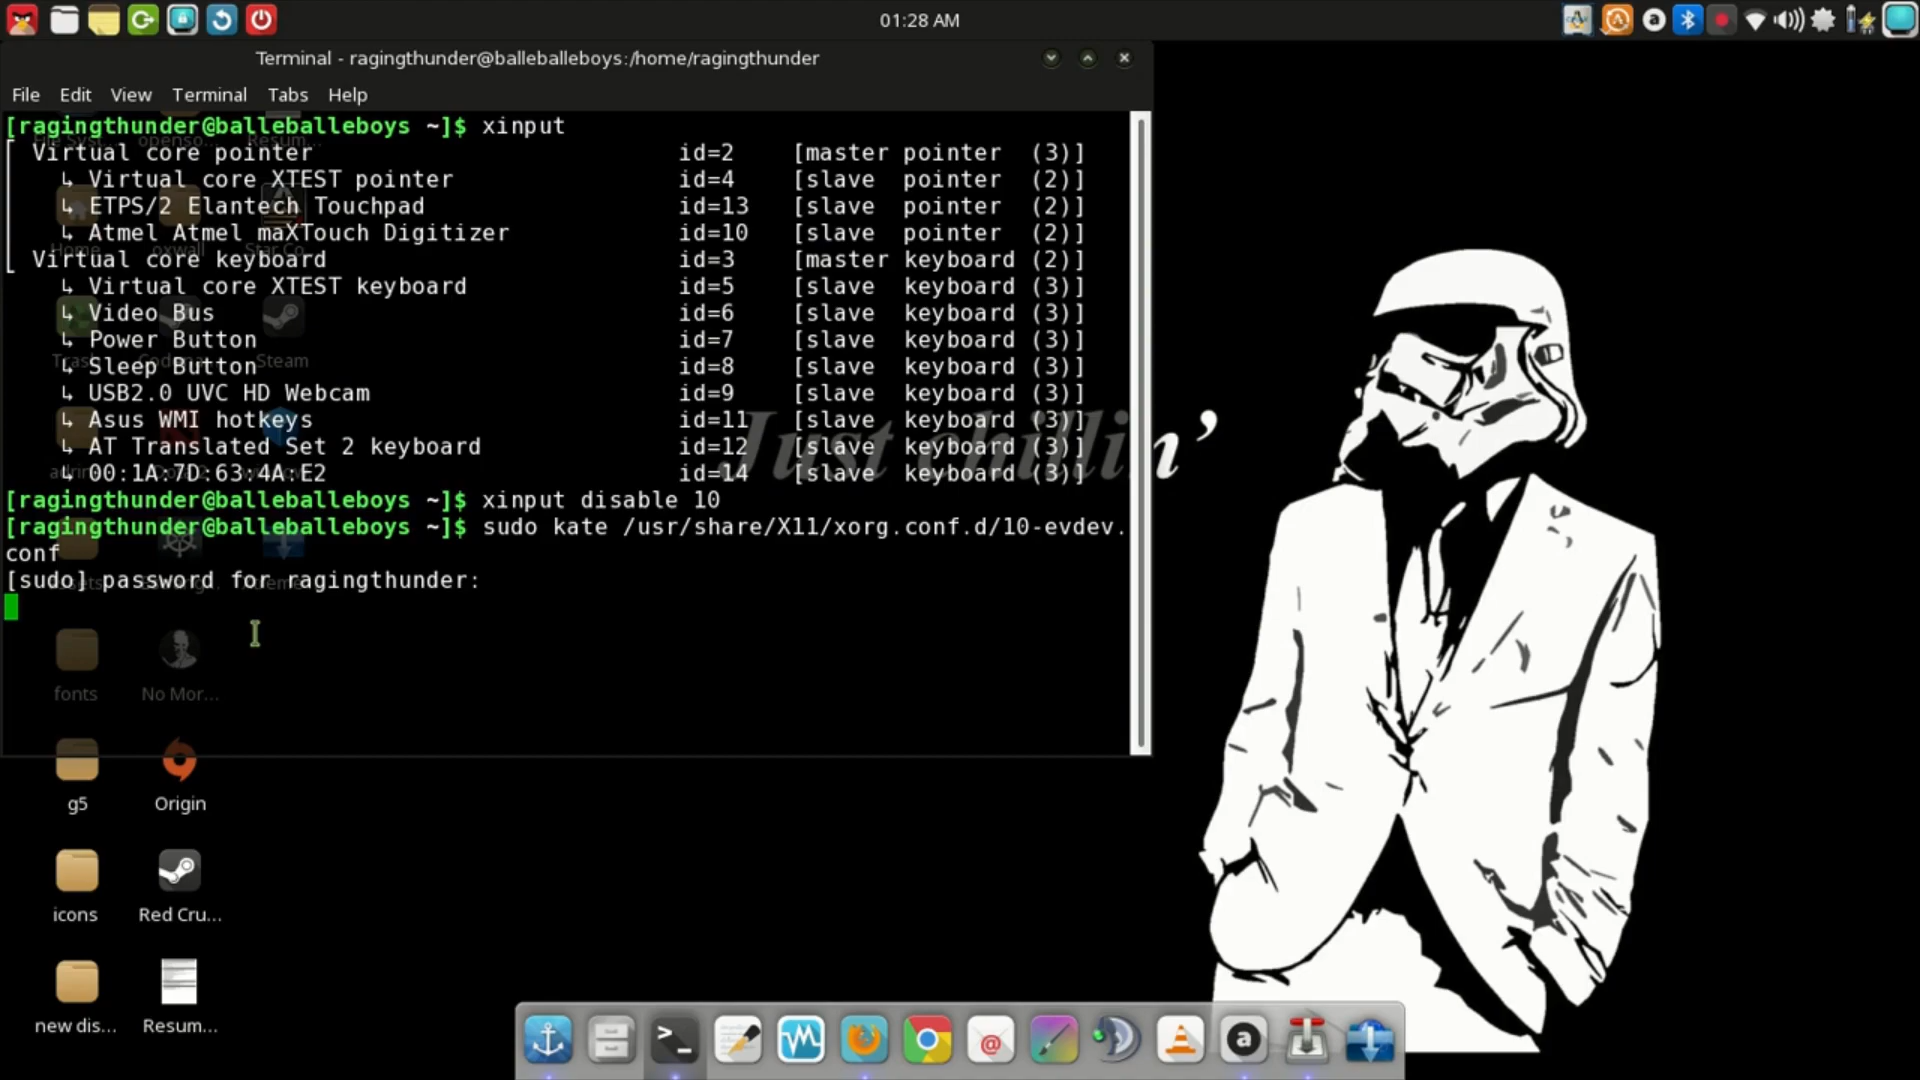 01:28 AM
Terminal - ragingthunder@balleballeboys:/home/ragingthunder
File Edit View Terminal Tabs Help
[ragingthunder@balleballeboys ~]$ xinput
⎡ Virtual core pointer id=2 [master pointer (3)]
↳ Virtual core XTEST pointer id=4 [slave pointer (2)]
↳ ETPS/2 Elantech Touchpad id=13 [slave pointer (2)]
↳ Atmel Atmel maXTouch Digitizer id=10 [slave pointer (2)]
⎣ Virtual core keyboard id=3 [master keyboard (2)]
↳ Virtual core XTEST keyboard id=5 [slave keyboard (3)]
↳ Video Bus id=6 [slave keyboard (3)]
↳ Power Button id=7 [slave keyboard (3)]
↳ Sleep Button id=8 [slave keyboard (3)]
↳ USB2.0 UVC HD Webcam id=9 [slave keyboard (3)]
↳ Asus WMI hotkeys id=11 [slave keyboard (3)]
↳ AT Translated Set 2 keyboard id=12 [slave keyboard (3)]
↳ 00:1A:7D:63:4A:E2 id=14 [slave keyboard (3)]
[ragingthunder@balleballeboys ~]$ xinput disable 10
[ragingthunder@balleballeboys ~]$ sudo kate /usr/share/X11/xorg.conf.d/10-evdev.
conf
[sudo] password for ragingthunder:
Just chillin’
Home
Steam
fonts No Mor...
g5 Origin
icons Red Cru...
new dis... Resum...